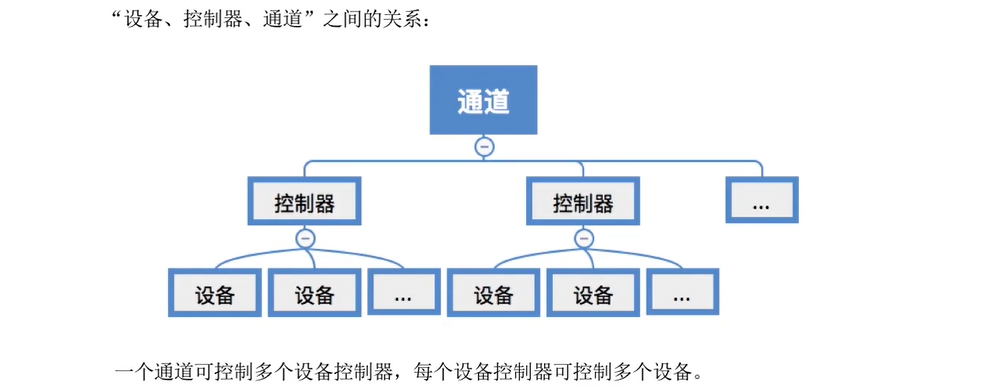 “设备、控制器、通道”之间的关系：
通道
控制器 控制器 ...
设备 设备 ... 设备 设备 ...
一个通道可控制多个设备控制器，每个设备控制器可控制多个设备。